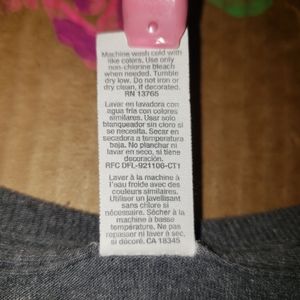 Machine wash cold with
like colors. Use only
non-chlorine bleach
when needed. Tumble
dry low. Do not iron or
dry clean, if decorated.
RN 13765
Lavar en lavadora con
agua fría con colores
similares. Usar solo
blanqueador sin cloro si
se necesita. Secar en
secadora a temperatura
baja. No planchar ni
lavar en seco, si tiene
decoración.
RFC DFL-921106-CT1
Laver à la machine à
l'eau froide avec des
couleurs similaires.
Utiliser un javellisant
sans chlore si
nécessaire. Sécher à la
machine à basse
température. Ne pas
repasser ni laver à sec,
si décoré. CA 18345